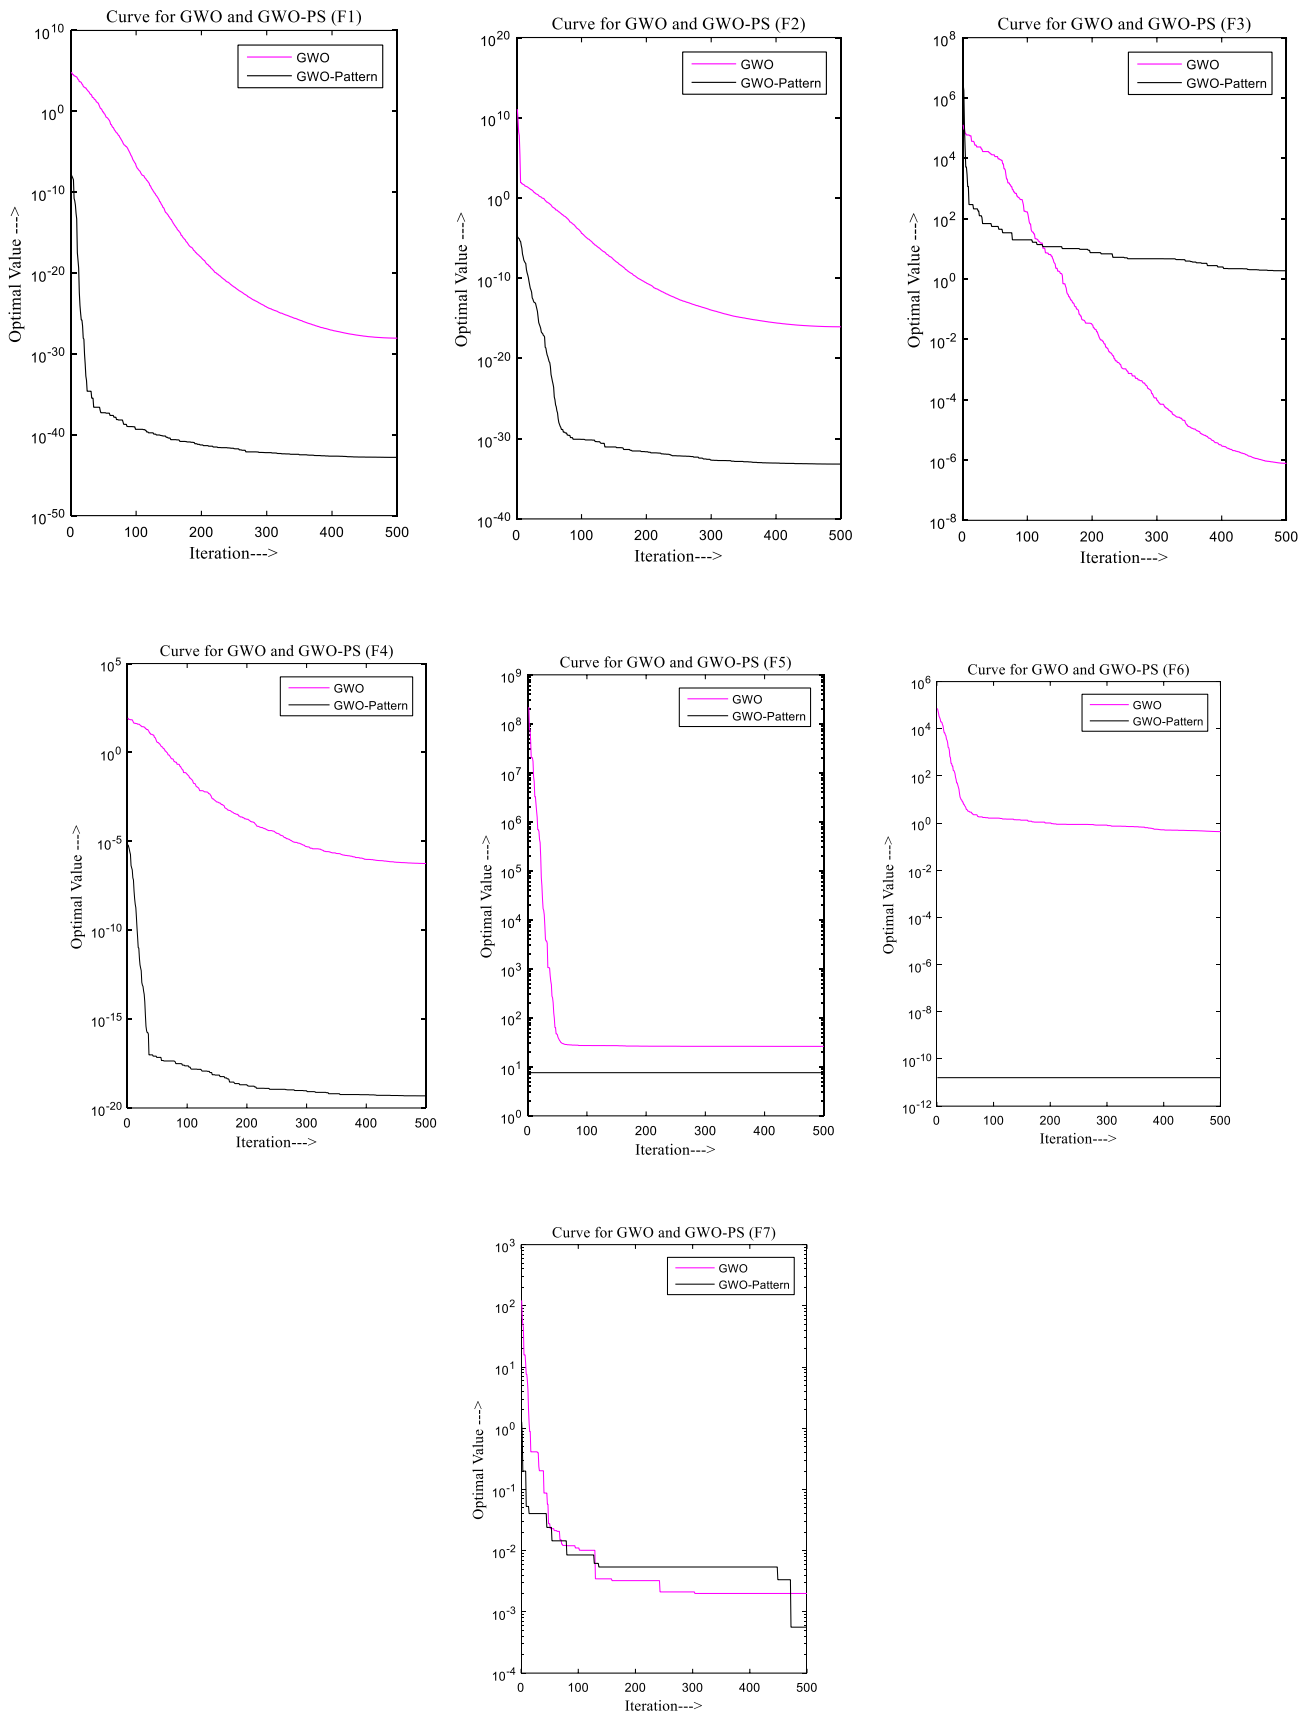 Curve for GWO and GWO-PS (F1)
GWO
GWO-Pattern
10^10
10^0
10^-10
10^-20
10^-30
10^-40
10^-50
Optimal Value --->
0 100 200 300 400 500
Iteration--->
Curve for GWO and GWO-PS (F2)
GWO
GWO-Pattern
10^20
10^10
10^0
10^-10
10^-20
10^-30
10^-40
Optimal Value --->
0 100 200 300 400 500
Iteration--->
Curve for GWO and GWO-PS (F3)
GWO
GWO-Pattern
10^8
10^6
10^4
10^2
10^0
10^-2
10^-4
10^-6
10^-8
Optimal Value --->
0 100 200 300 400 500
Iteration--->
Curve for GWO and GWO-PS (F4)
GWO
GWO-Pattern
10^5
10^0
10^-5
10^-10
10^-15
10^-20
Optimal Value --->
0 100 200 300 400 500
Iteration--->
Curve for GWO and GWO-PS (F5)
GWO
GWO-Pattern
10^9
10^8
10^7
10^6
10^5
10^4
10^3
10^2
10^1
10^0
Optimal Value --->
0 100 200 300 400 500
Iteration--->
Curve for GWO and GWO-PS (F6)
GWO
GWO-Pattern
10^6
10^4
10^2
10^0
10^-2
10^-4
10^-6
10^-8
10^-10
10^-12
Optimal Value --->
0 100 200 300 400 500
Iteration--->
Curve for GWO and GWO-PS (F7)
GWO
GWO-Pattern
10^3
10^2
10^1
10^0
10^-1
10^-2
10^-3
10^-4
Optimal Value --->
0 100 200 300 400 500
Iteration--->